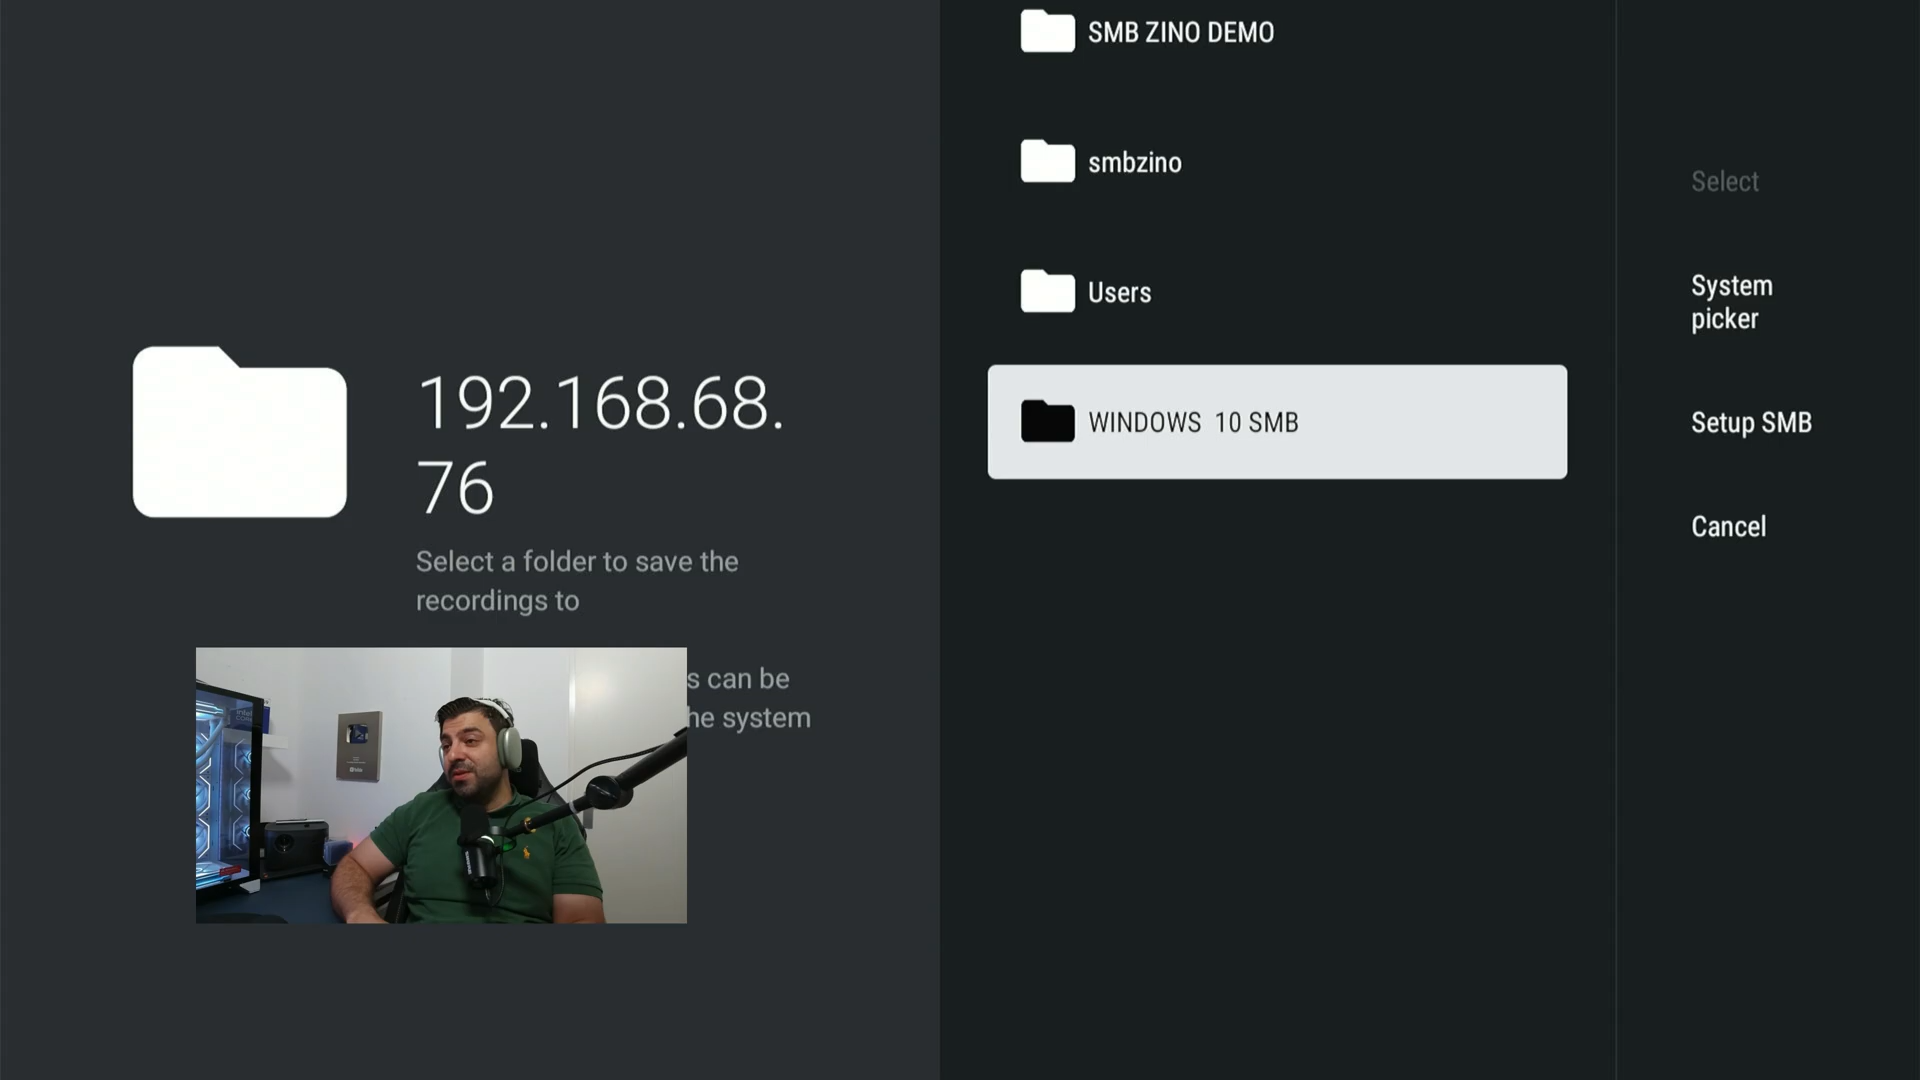 192.168.68.
76
Select a folder to save the
recordings to
s can be
he system
SMB ZINO DEMO
smbzino
Users
WINDOWS  10 SMB
Select
System
picker
Setup SMB
Cancel